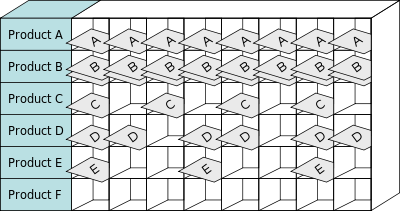 Product A A A A A A A A A
Product B B B B B B B B B
Product C C C C C
Product D D D D D D D
Product E E E E
Product F